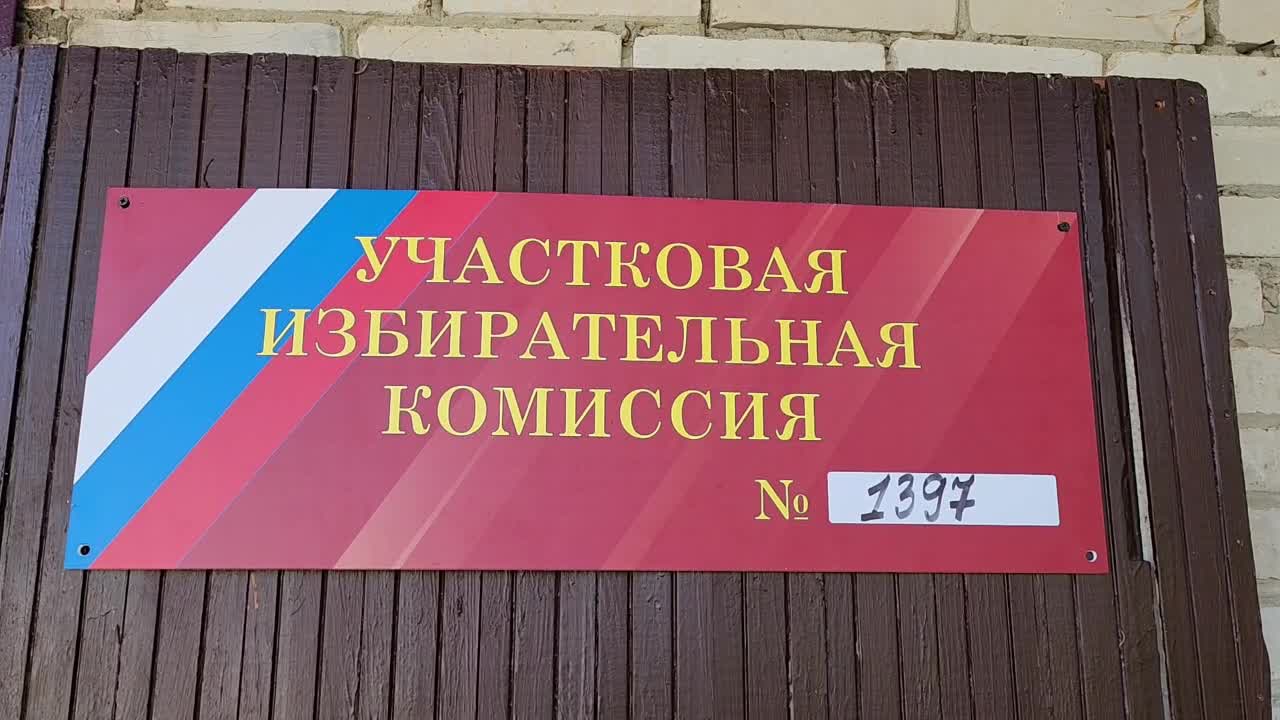 УЧАСТКОВАЯ
ИЗБИРАТЕЛЬНАЯ
КОМИССИЯ
№ 1397